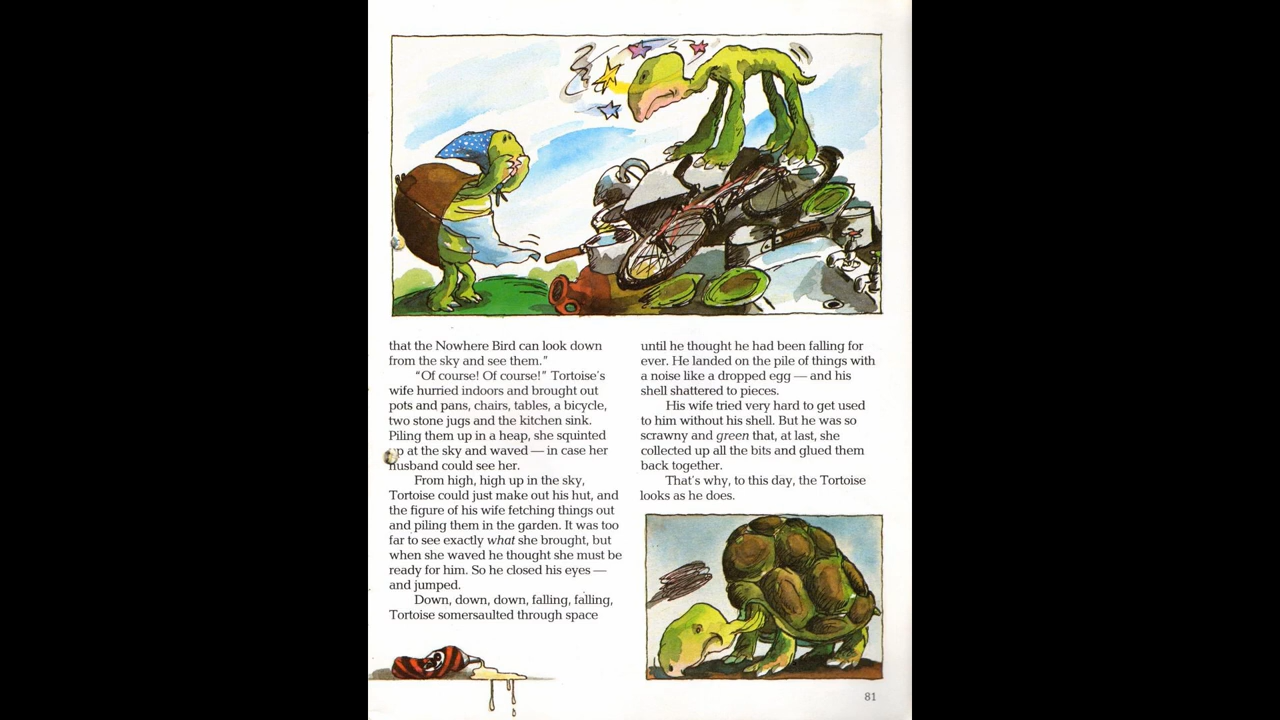 that the Nowhere Bird can look down
from the sky and see them."
"Of course! Of course!" Tortoise's
wife hurried indoors and brought out
pots and pans, chairs, tables, a bicycle,
two stone jugs and the kitchen sink.
Piling them up in a heap, she squinted
up at the sky and waved — in case her
husband could see her.
From high, high up in the sky,
Tortoise could just make out his hut, and
the figure of his wife fetching things out
and piling them in the garden. It was too
far to see exactly what she brought, but
when she waved he thought she must be
ready for him. So he closed his eyes —
and jumped.
Down, down, down, falling, falling,
Tortoise somersaulted through space
until he thought he had been falling for
ever. He landed on the pile of things with
a noise like a dropped egg — and his
shell shattered to pieces.
His wife tried very hard to get used
to him without his shell. But he was so
scrawny and green that, at last, she
collected up all the bits and glued them
back together.
That's why, to this day, the Tortoise
looks as he does.
81